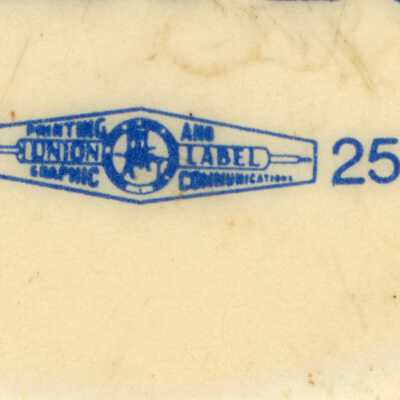 PRINTING AND
UNION LABEL
GRAPHIC COMMUNICATIONS
25